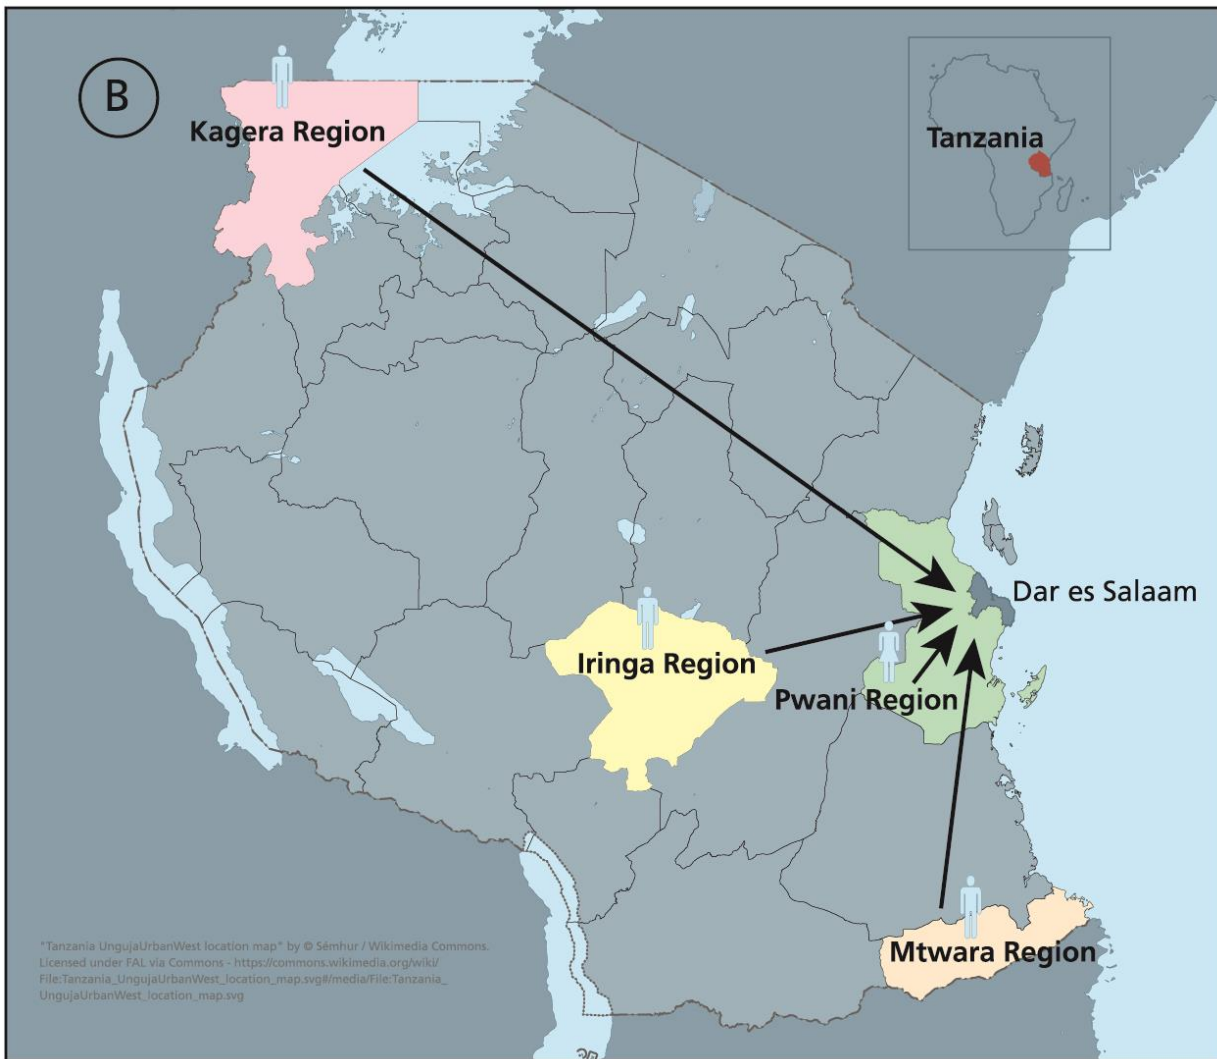 B
Kagera Region
Tanzania
Dar es Salaam
Iringa Region
Pwani Region
Mtwara Region
"Tanzania UngujaUrbanWest location map" by © Sémhur / Wikimedia Commons.
Licensed under FAL via Commons - https://commons.wikimedia.org/wiki/
File:Tanzania_UngujaUrbanWest_location_map.svg#/media/File:Tanzania_
UngujaUrbanWest_location_map.svg